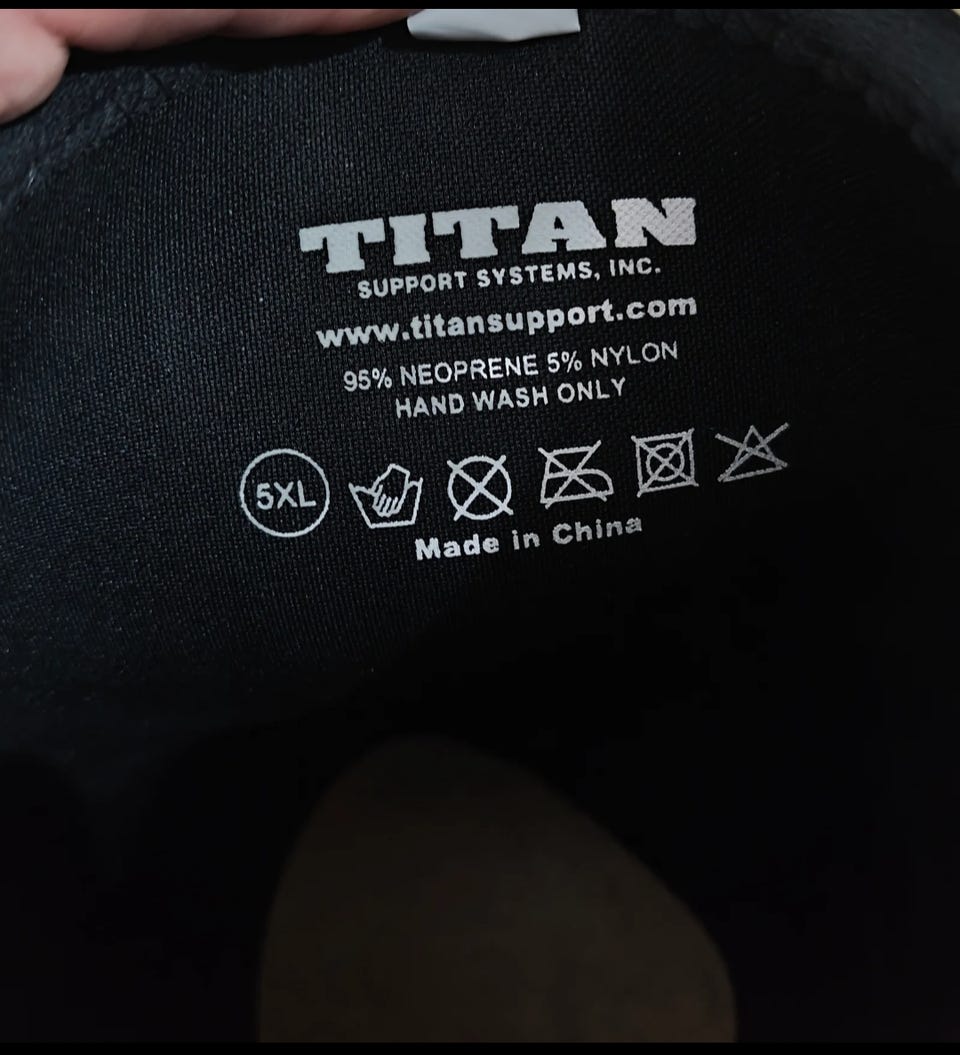 TITAN
SUPPORT SYSTEMS, INC.
www.titansupport.com
95% NEOPRENE 5% NYLON
HAND WASH ONLY
5XL
Made in China